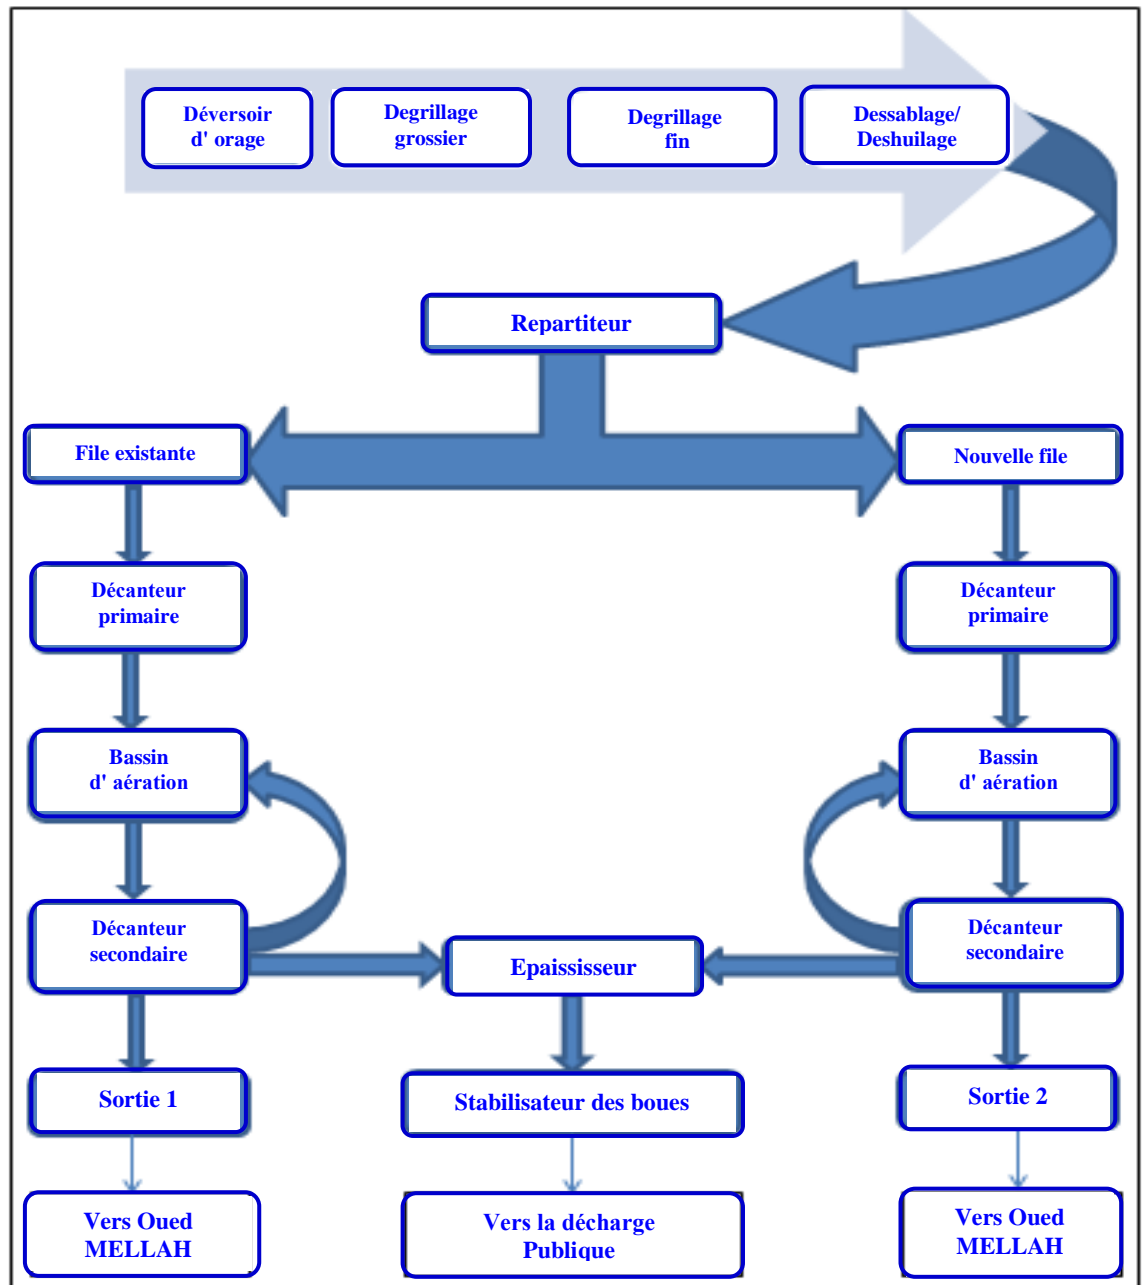 Déversoir
d' orage
Degrillage
grossier
Degrillage
fin
Dessablage/
Deshuilage
Repartiteur
File existante
Nouvelle file
Décanteur
primaire
Décanteur
primaire
Bassin
d' aération
Bassin
d' aération
Décanteur
secondaire
Epaississeur
Décanteur
secondaire
Sortie 1
Stabilisateur des boues
Sortie 2
Vers Oued
MELLAH
Vers la décharge
Publique
Vers Oued
MELLAH